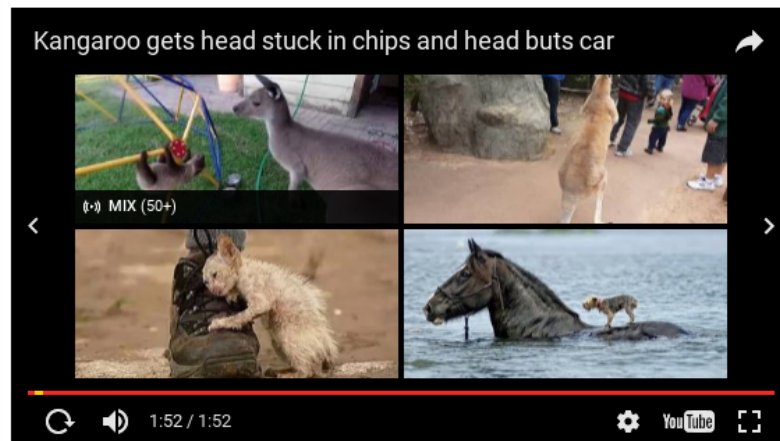 Kangaroo gets head stuck in chips and head buts car
MIX (50+)
1:52 / 1:52
YouTube